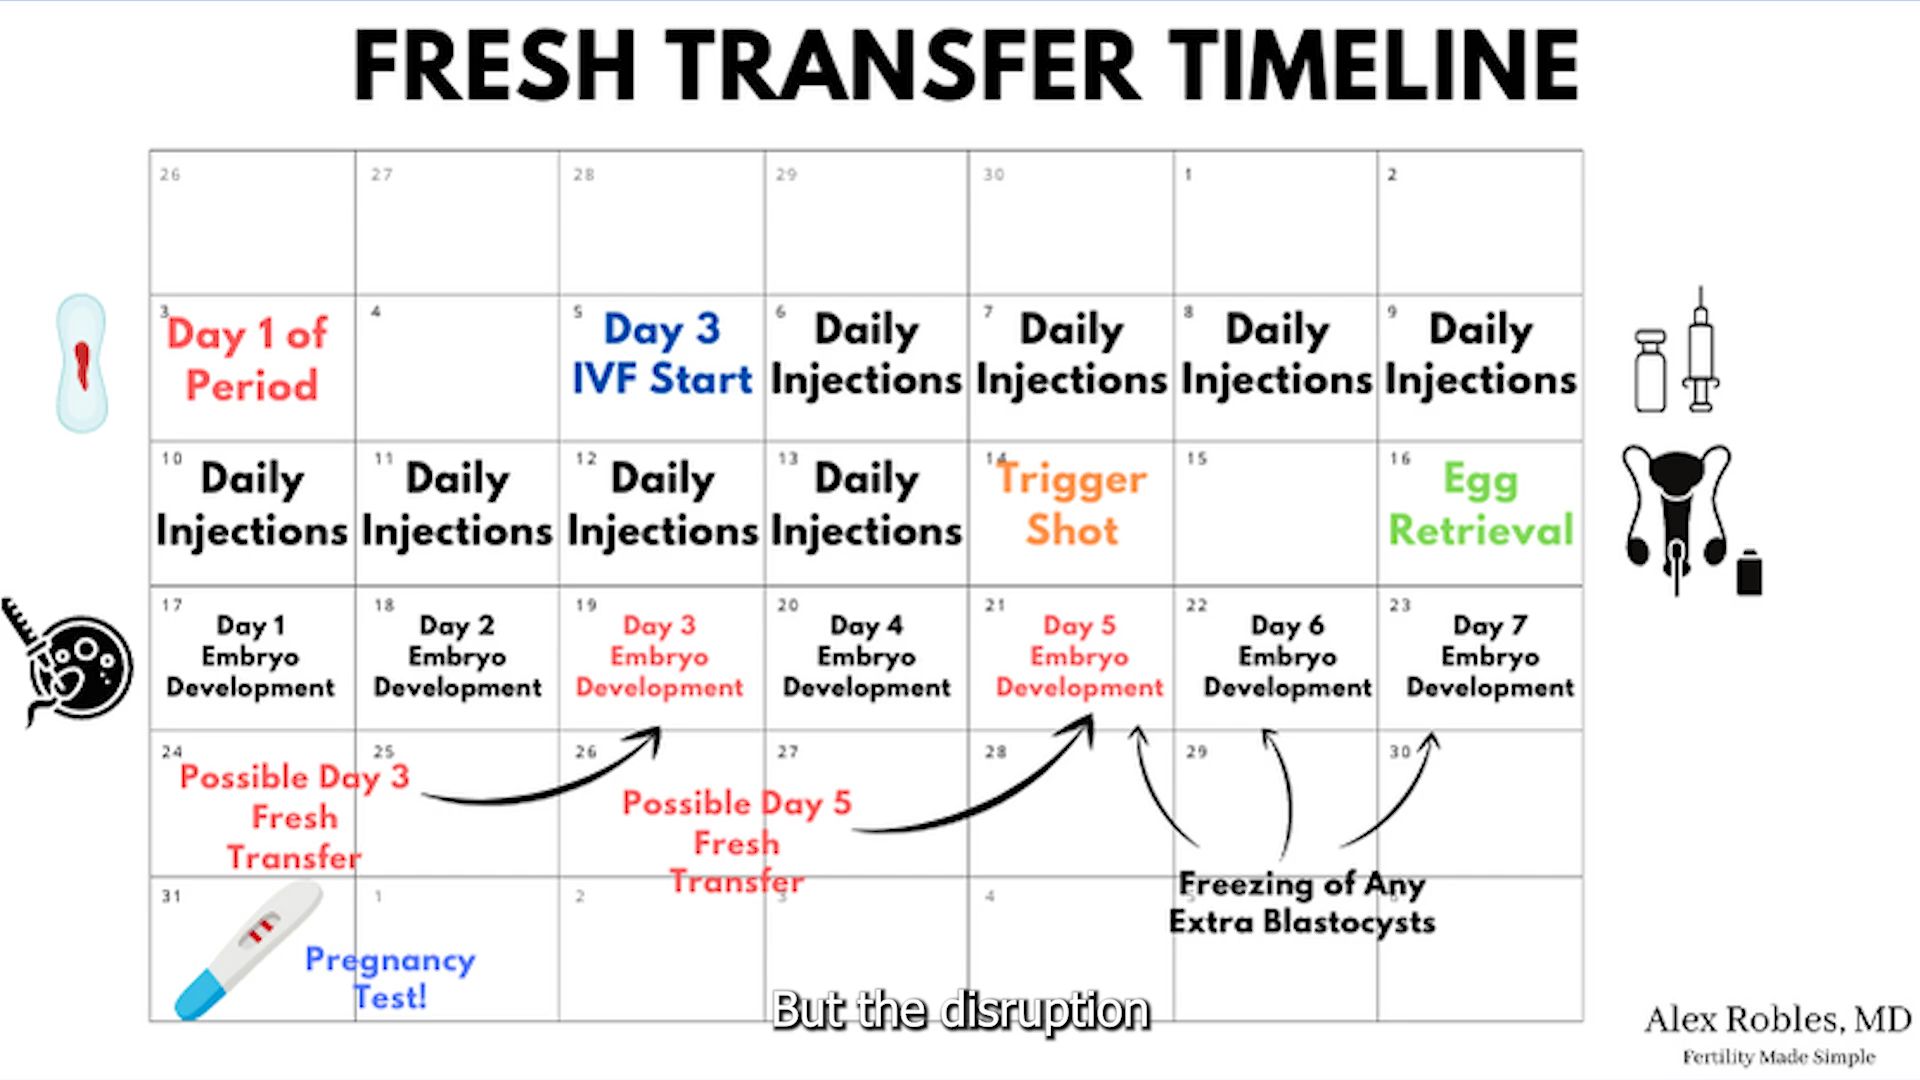 FRESH TRANSFER TIMELINE
26 27 28 29 30 1 2
3 4 5 6 7 8 9
Day 1 of
Period
Day 3
IVF Start
Daily
Injections
Daily
Injections
Daily
Injections
Daily
Injections
10 11 12 13 14 15 16
Daily
Injections
Daily
Injections
Daily
Injections
Daily
Injections
Trigger
Shot
Egg
Retrieval
17 18 19 20 21 22 23
Day 1
Embryo
Development
Day 2
Embryo
Development
Day 3
Embryo
Development
Day 4
Embryo
Development
Day 5
Embryo
Development
Day 6
Embryo
Development
Day 7
Embryo
Development
24 25 26 27 28 29 30
Possible Day 3
Fresh
Transfer
Possible Day 5
Fresh
Transfer
Freezing of Any
Extra Blastocysts
31 1 2 3 4
Pregnancy
Test!
But the disruption
Alex Robles, MD
Fertility Made Simple